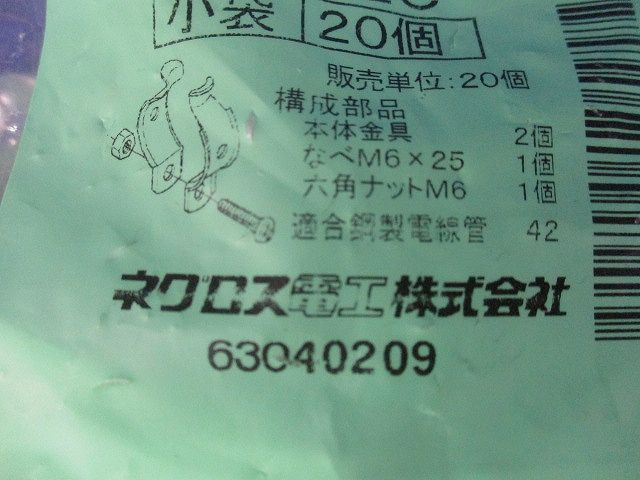 小袋 20個
販売単位:20個
構成部品
本体金具 2個
なべM6×25 1個
六角ナットM6 1個
適合鋼製電線管 42
ネグロス電工株式会社
63040209